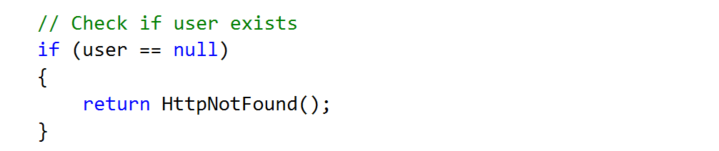 // Check if user exists
if (user == null)
{
    return HttpNotFound();
}